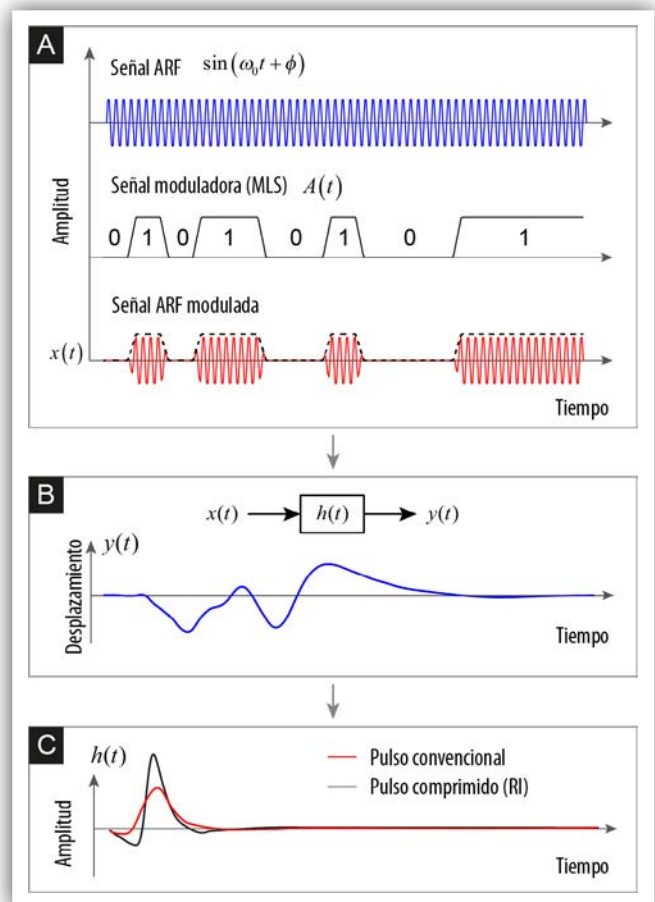 A
Señal ARF sin(ω₀t + ϕ)
Amplitud
Señal moduladora (MLS) A(t)
0 1 0 1 0 1 0 1
Señal ARF modulada
x(t)
Tiempo
B
x(t) h(t) y(t)
Desplazamiento
y(t)
Tiempo
C
h(t)
Amplitud
Pulso convencional
Pulso comprimido (RI)
Tiempo